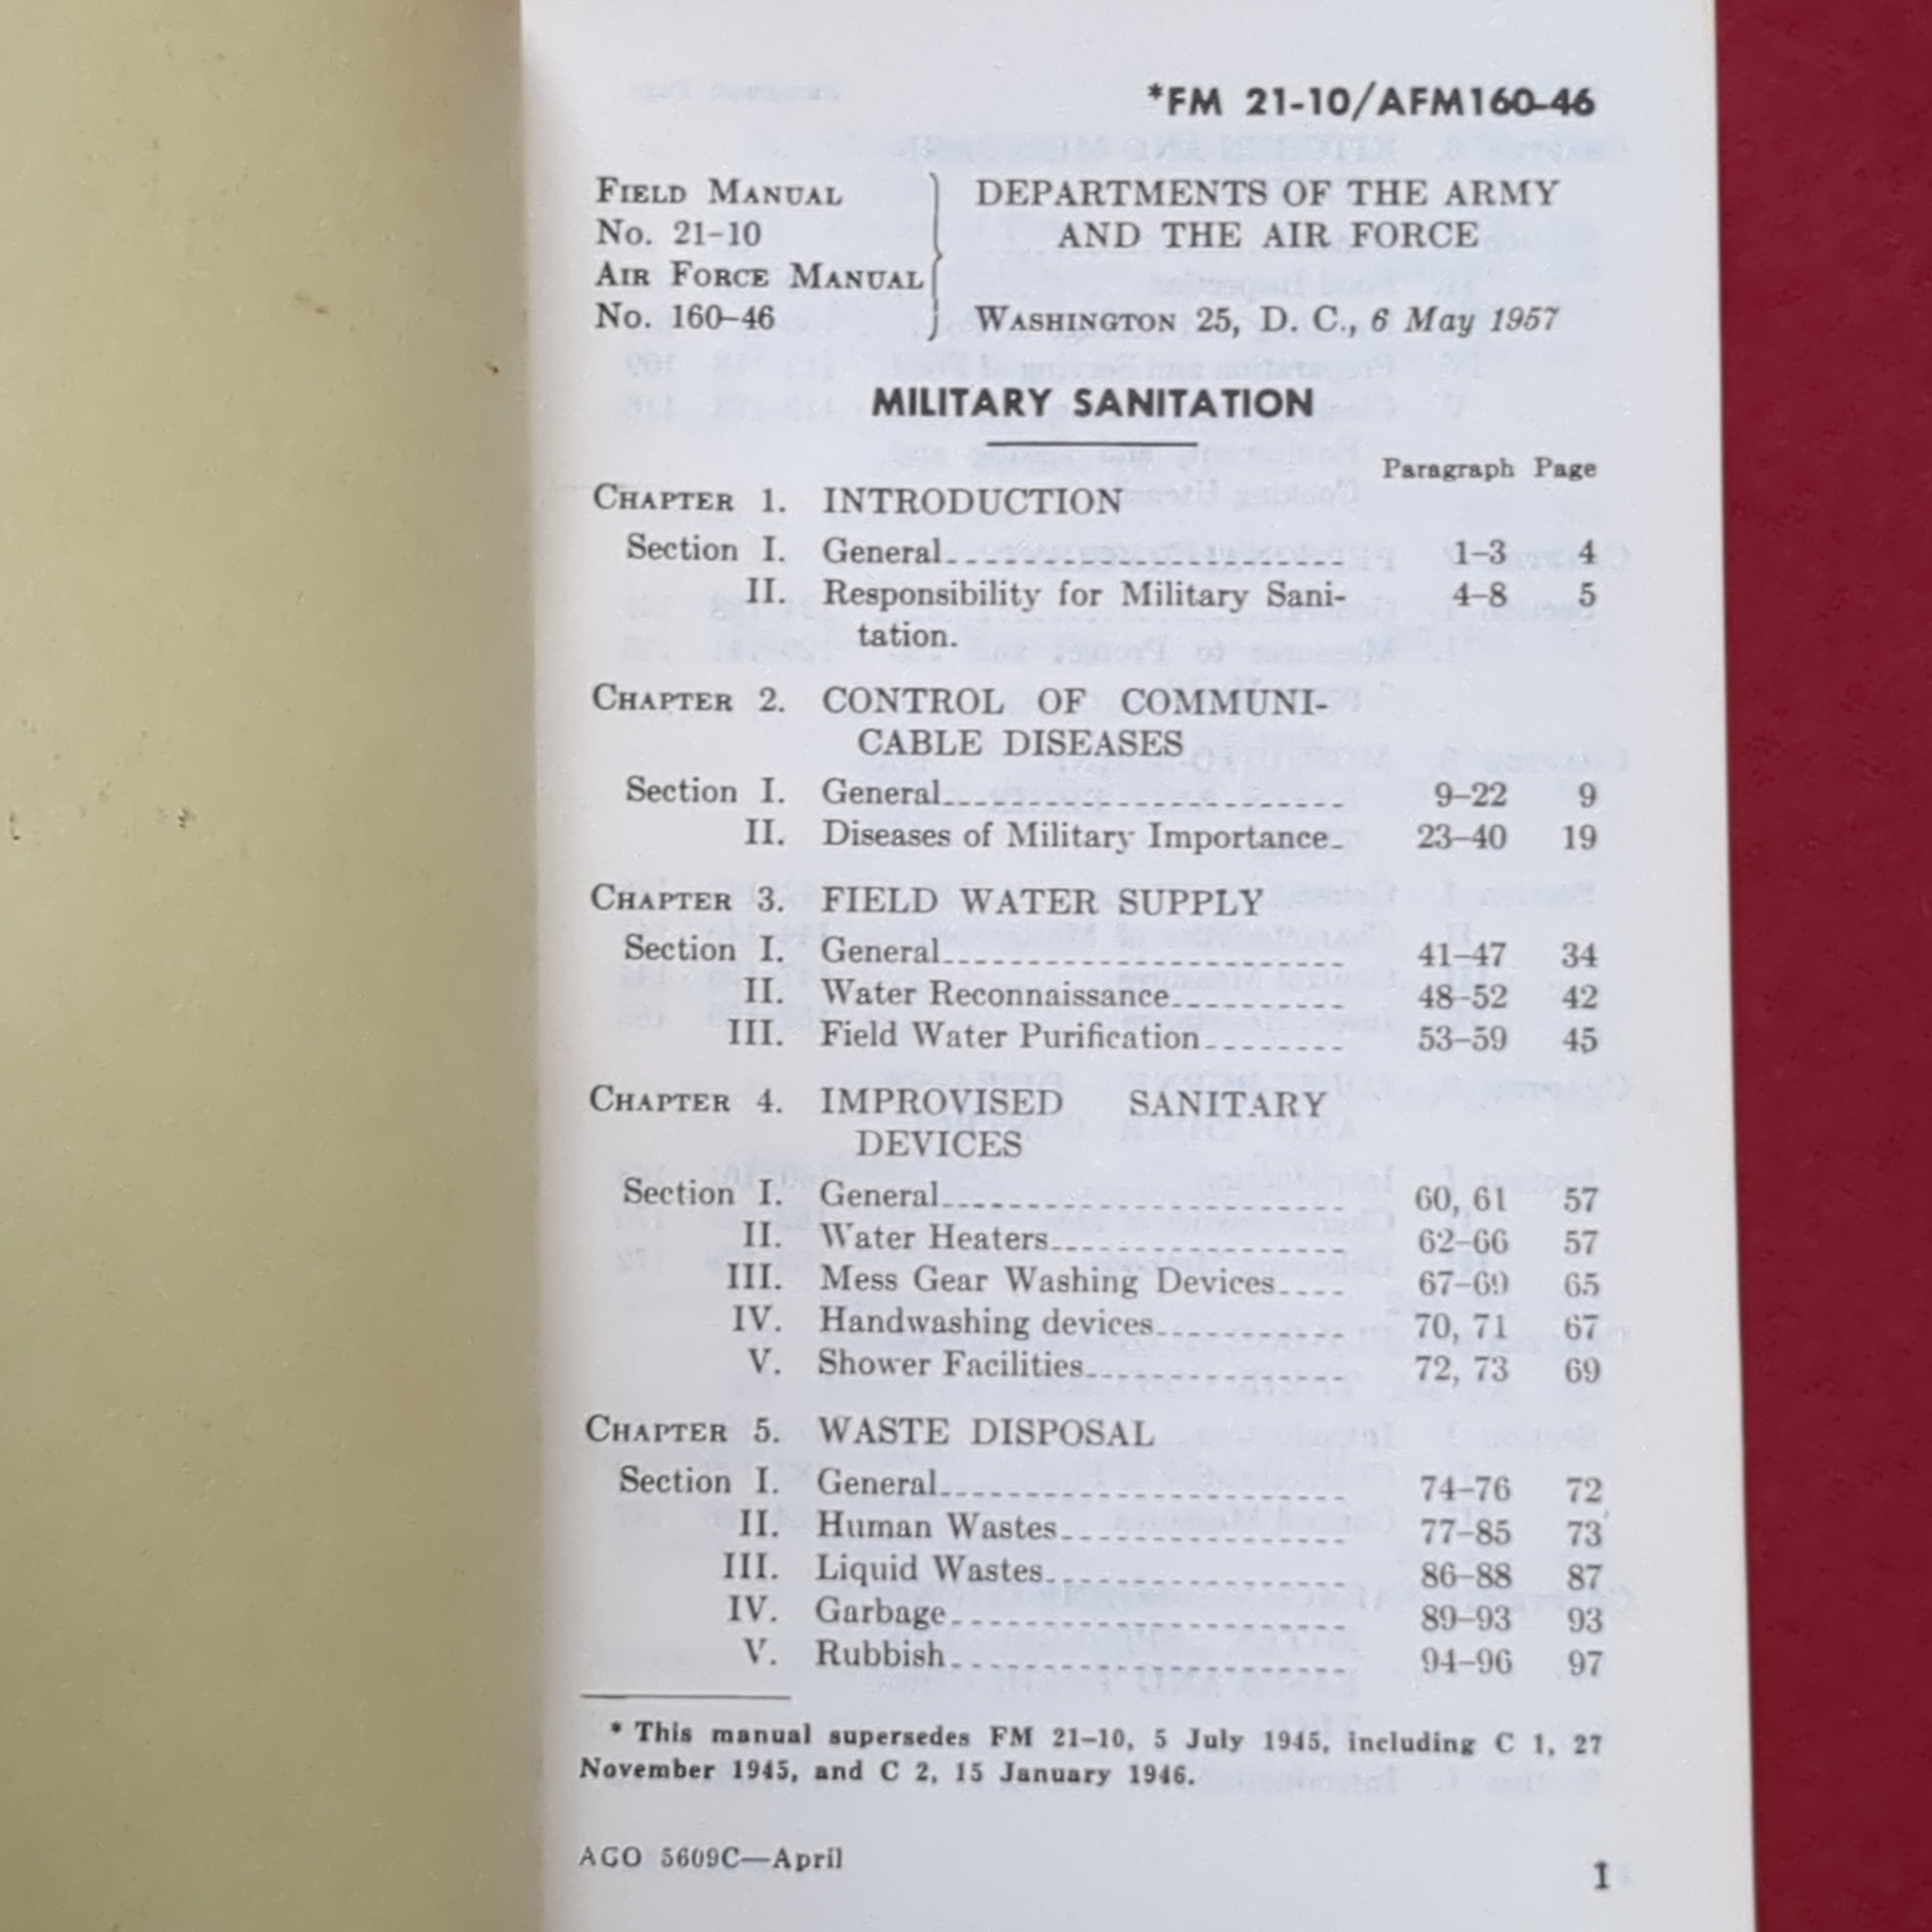 *FM 21-10/AFM160-46
FIELD MANUAL
No. 21-10
AIR FORCE MANUAL
No. 160-46
DEPARTMENTS OF THE ARMY
AND THE AIR FORCE
WASHINGTON 25, D. C., 6 May 1957
MILITARY SANITATION
Paragraph Page
CHAPTER 1. INTRODUCTION
Section I. General 1-3 4
II. Responsibility for Military Sani- 4-8 5
tation.
CHAPTER 2. CONTROL OF COMMUNI-
CABLE DISEASES
Section I. General 9-22 9
II. Diseases of Military Importance 23-40 19
CHAPTER 3. FIELD WATER SUPPLY
Section I. General 41-47 34
II. Water Reconnaissance 48-52 42
III. Field Water Purification 53-59 45
CHAPTER 4. IMPROVISED SANITARY
DEVICES
Section I. General 60, 61 57
II. Water Heaters 62-66 57
III. Mess Gear Washing Devices 67-69 65
IV. Handwashing devices 70, 71 67
V. Shower Facilities 72, 73 69
CHAPTER 5. WASTE DISPOSAL
Section I. General 74-76 72
II. Human Wastes 77-85 73
III. Liquid Wastes 86-88 87
IV. Garbage 89-93 93
V. Rubbish 94-96 97
* This manual supersedes FM 21-10, 5 July 1945, including C 1, 27
November 1945, and C 2, 15 January 1946.
AGO 5609C—April
1